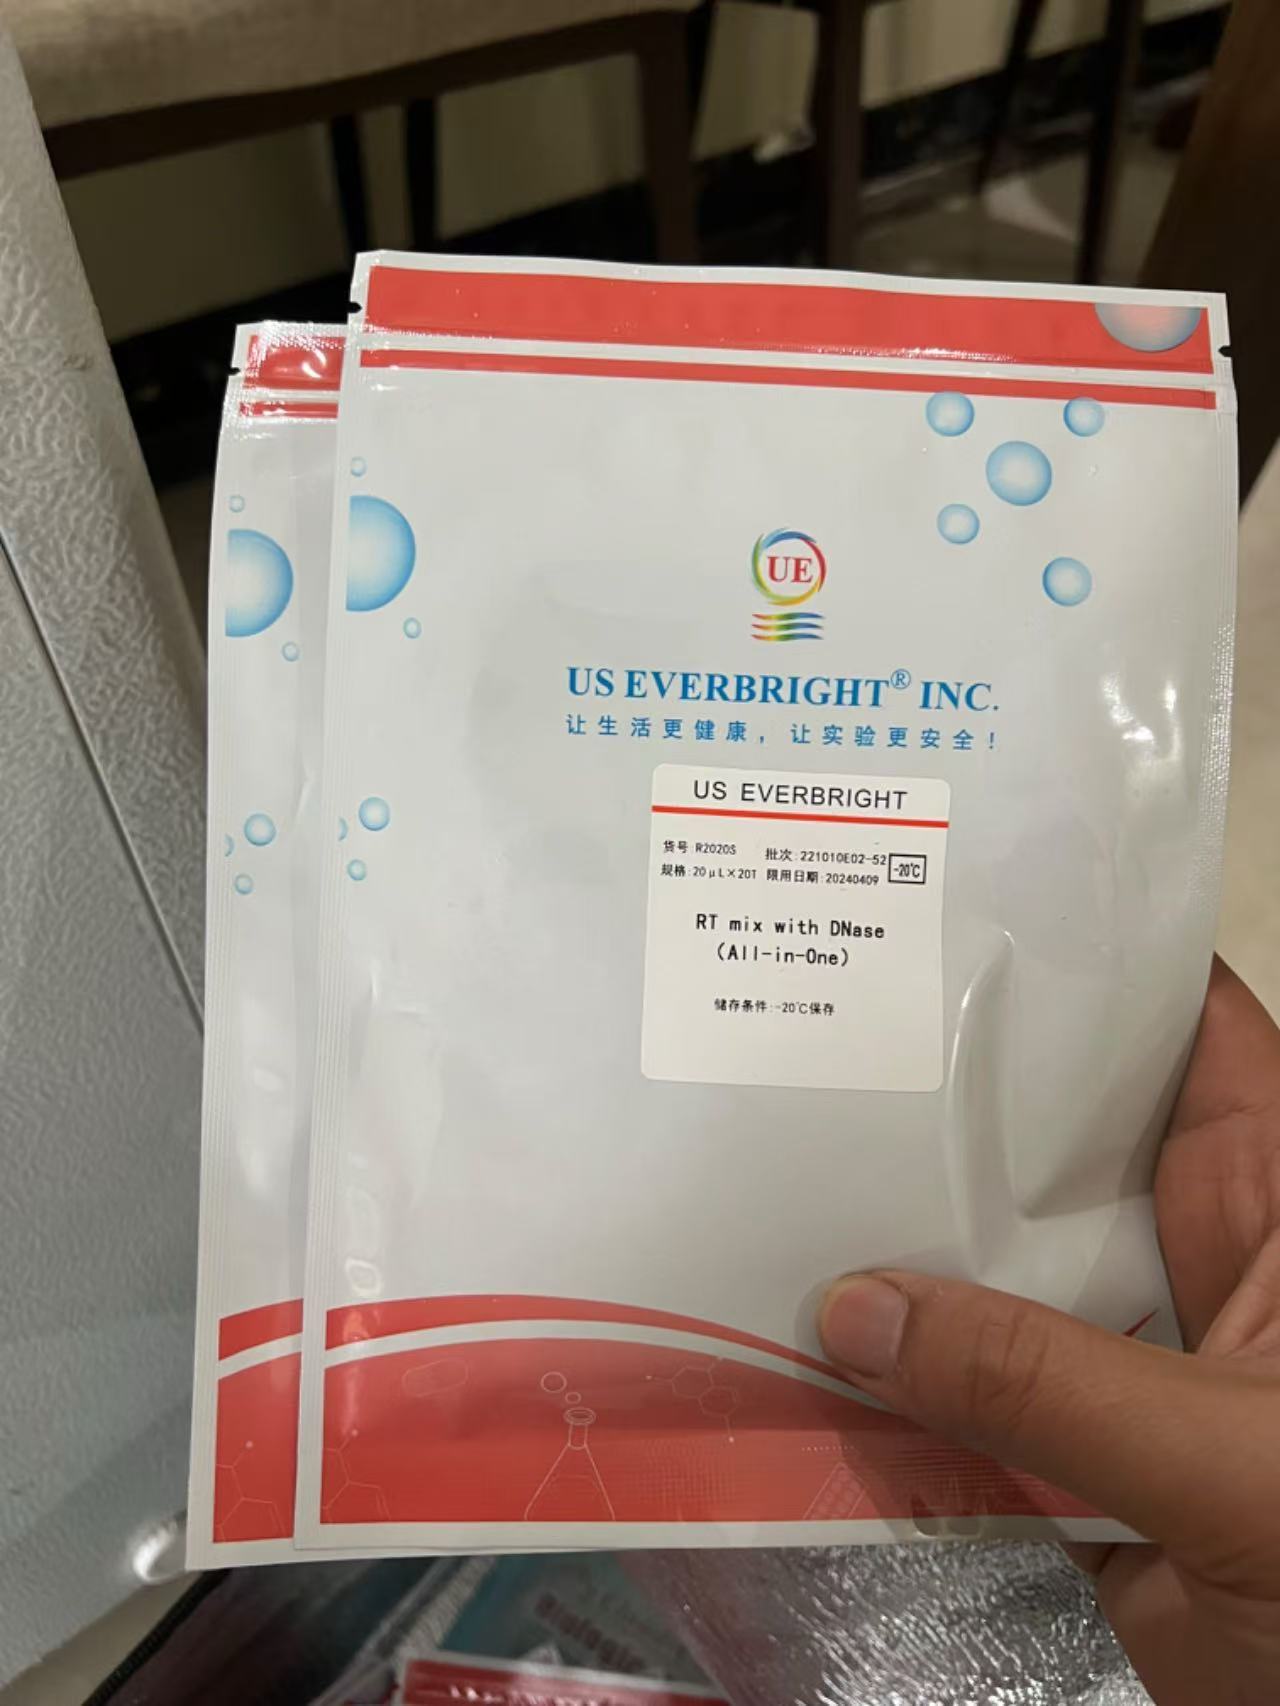 UE
US EVERBRIGHT® INC.
让生活更健康，让实验更安全！
US EVERBRIGHT
货号:R2020S 批次:221010E02-52
规格:20μL×20T 限用日期:20240409
-20℃
RT mix with DNase
(All-in-One)
储存条件:-20℃保存